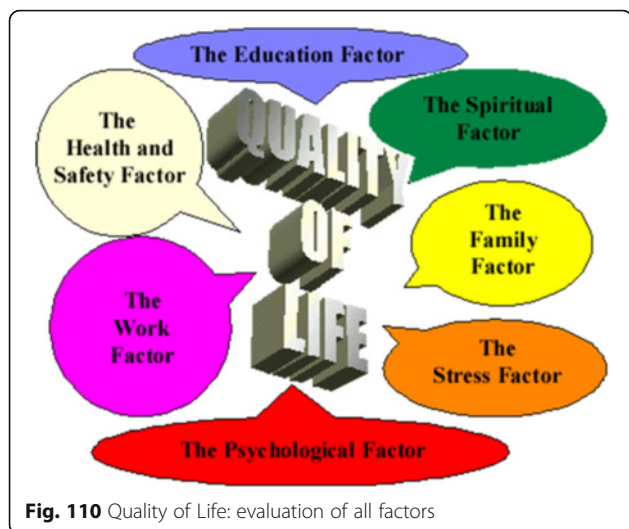 The Education Factor
The Spiritual
Factor
The
Health and
Safety Factor
QUALITY
OF
LIFE
The
Family
Factor
The
Work
Factor
The
Stress Factor
The Psychological Factor
Fig. 110 Quality of Life: evaluation of all factors